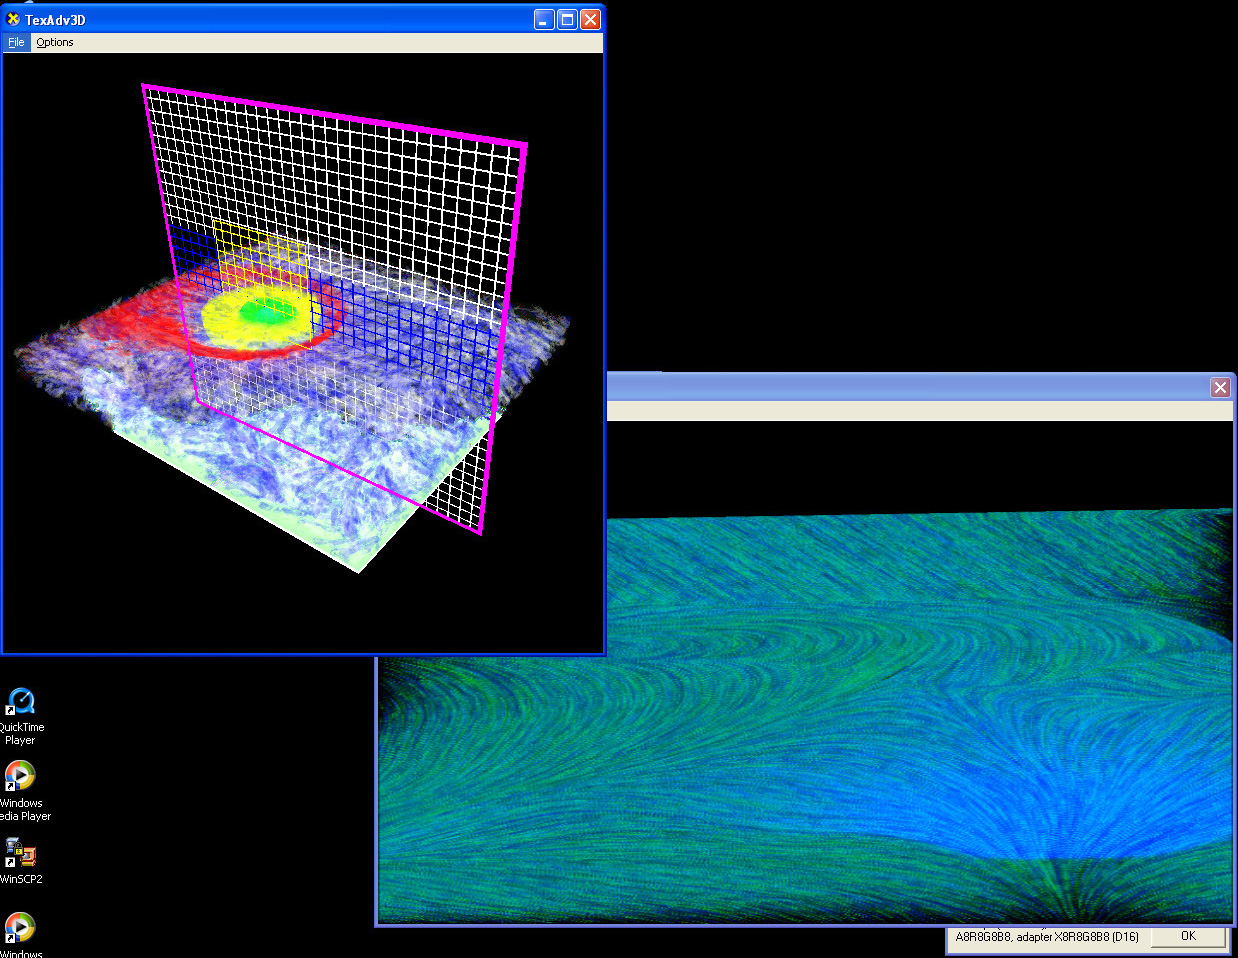 TexAdv3D
File Options
QuickTime
Player
Windows
edia Player
WinSCP2
Windows
A8R8G8B8, adapter X8R8G8B8 (D16)
OK